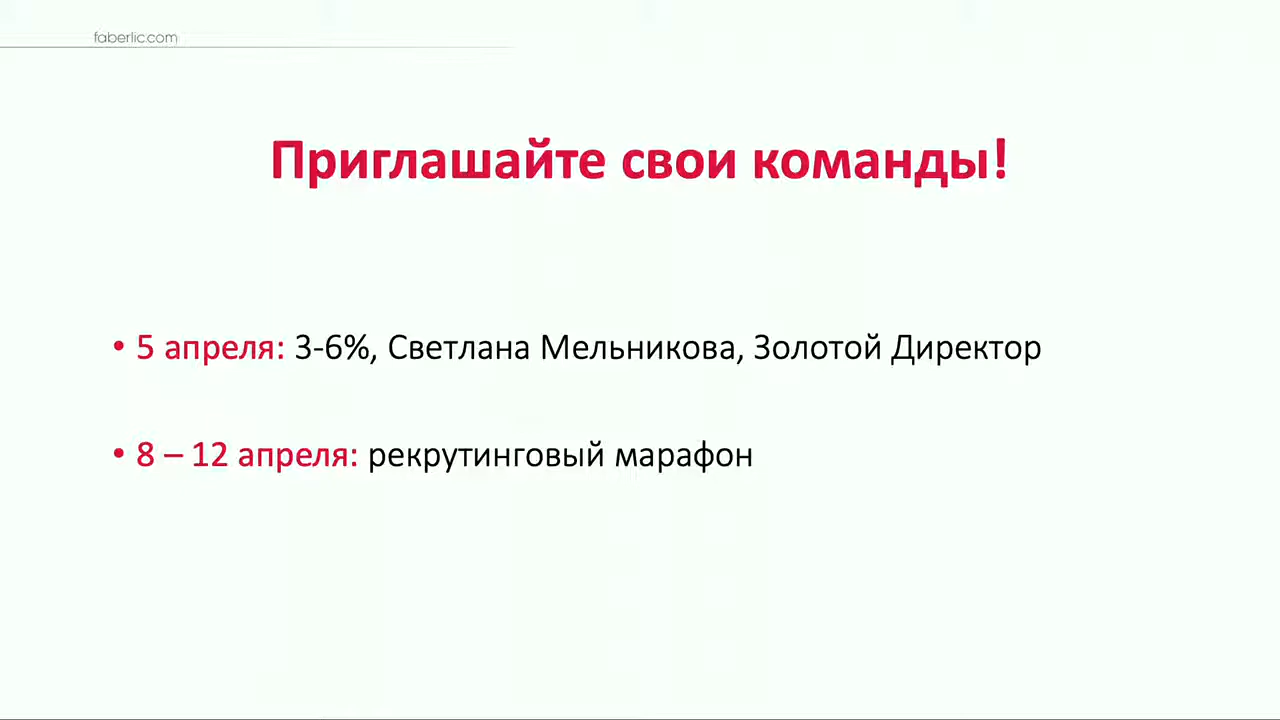 faberlic.com
Приглашайте свои команды!
• 5 апреля: 3-6%, Светлана Мельникова, Золотой Директор
• 8 – 12 апреля: рекрутинговый марафон